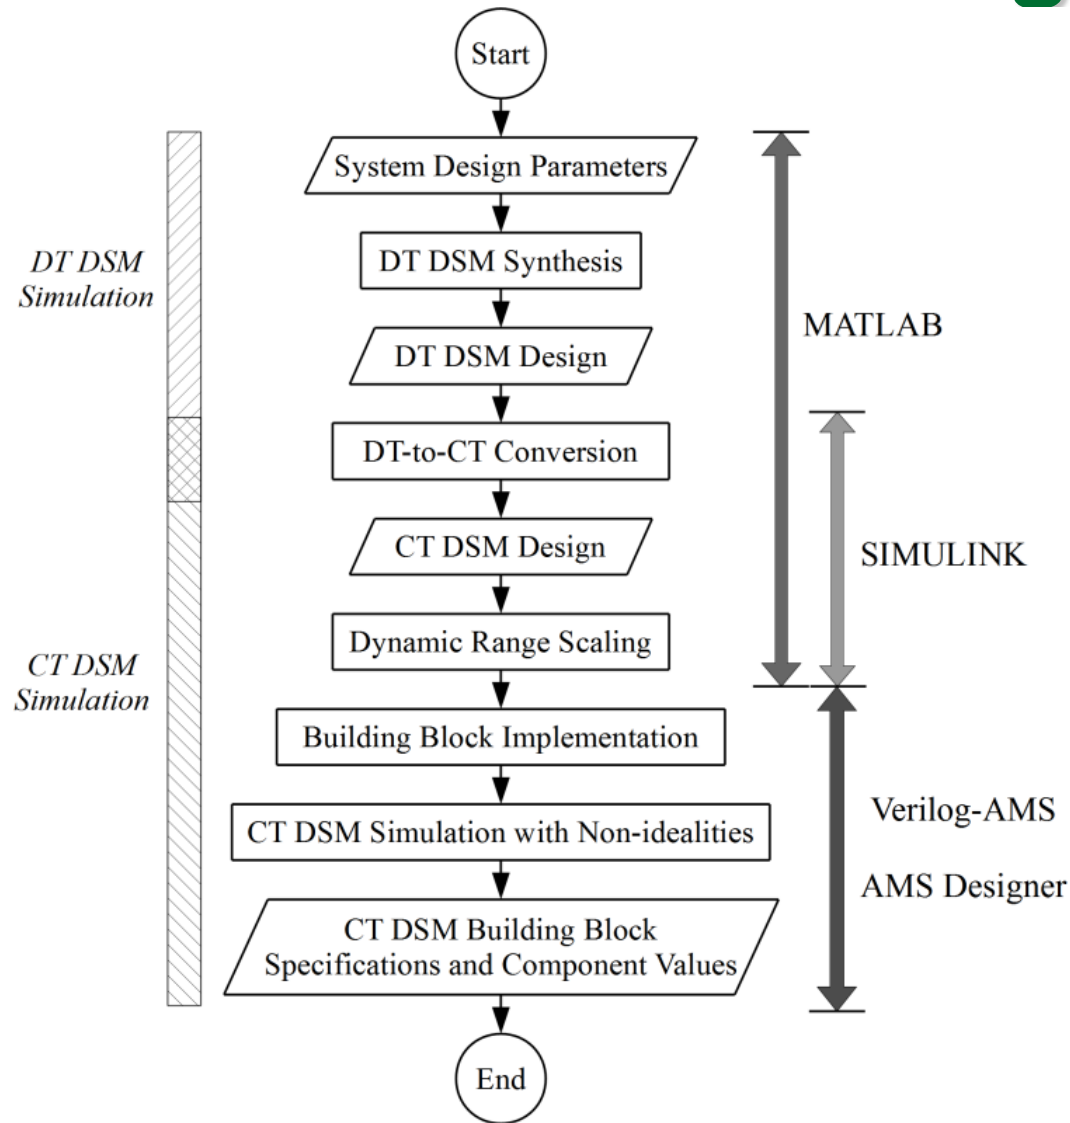 Start
System Design Parameters
DT DSM Synthesis
DT DSM
Simulation
MATLAB
DT DSM Design
DT-to-CT Conversion
CT DSM Design
SIMULINK
Dynamic Range Scaling
CT DSM
Simulation
Building Block Implementation
Verilog-AMS
CT DSM Simulation with Non-idealities
AMS Designer
CT DSM Building Block
Specifications and Component Values
End